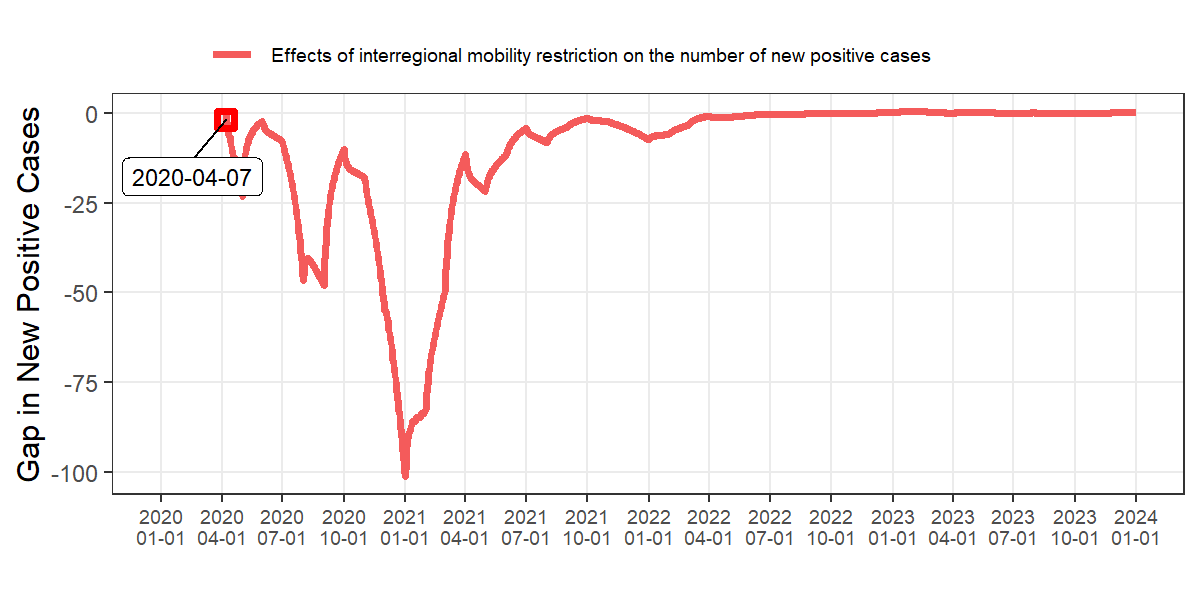 Effects of interregional mobility restriction on the number of new positive cases
Gap in New Positive Cases
0
-25
-50
-75
-100
2020-04-07
2020 2020 2020 2020 2021 2021 2021 2021 2022 2022 2022 2022 2023 2023 2023 2023 2024
01-01 04-01 07-01 10-01 01-01 04-01 07-01 10-01 01-01 04-01 07-01 10-01 01-01 04-01 07-01 10-01 01-01